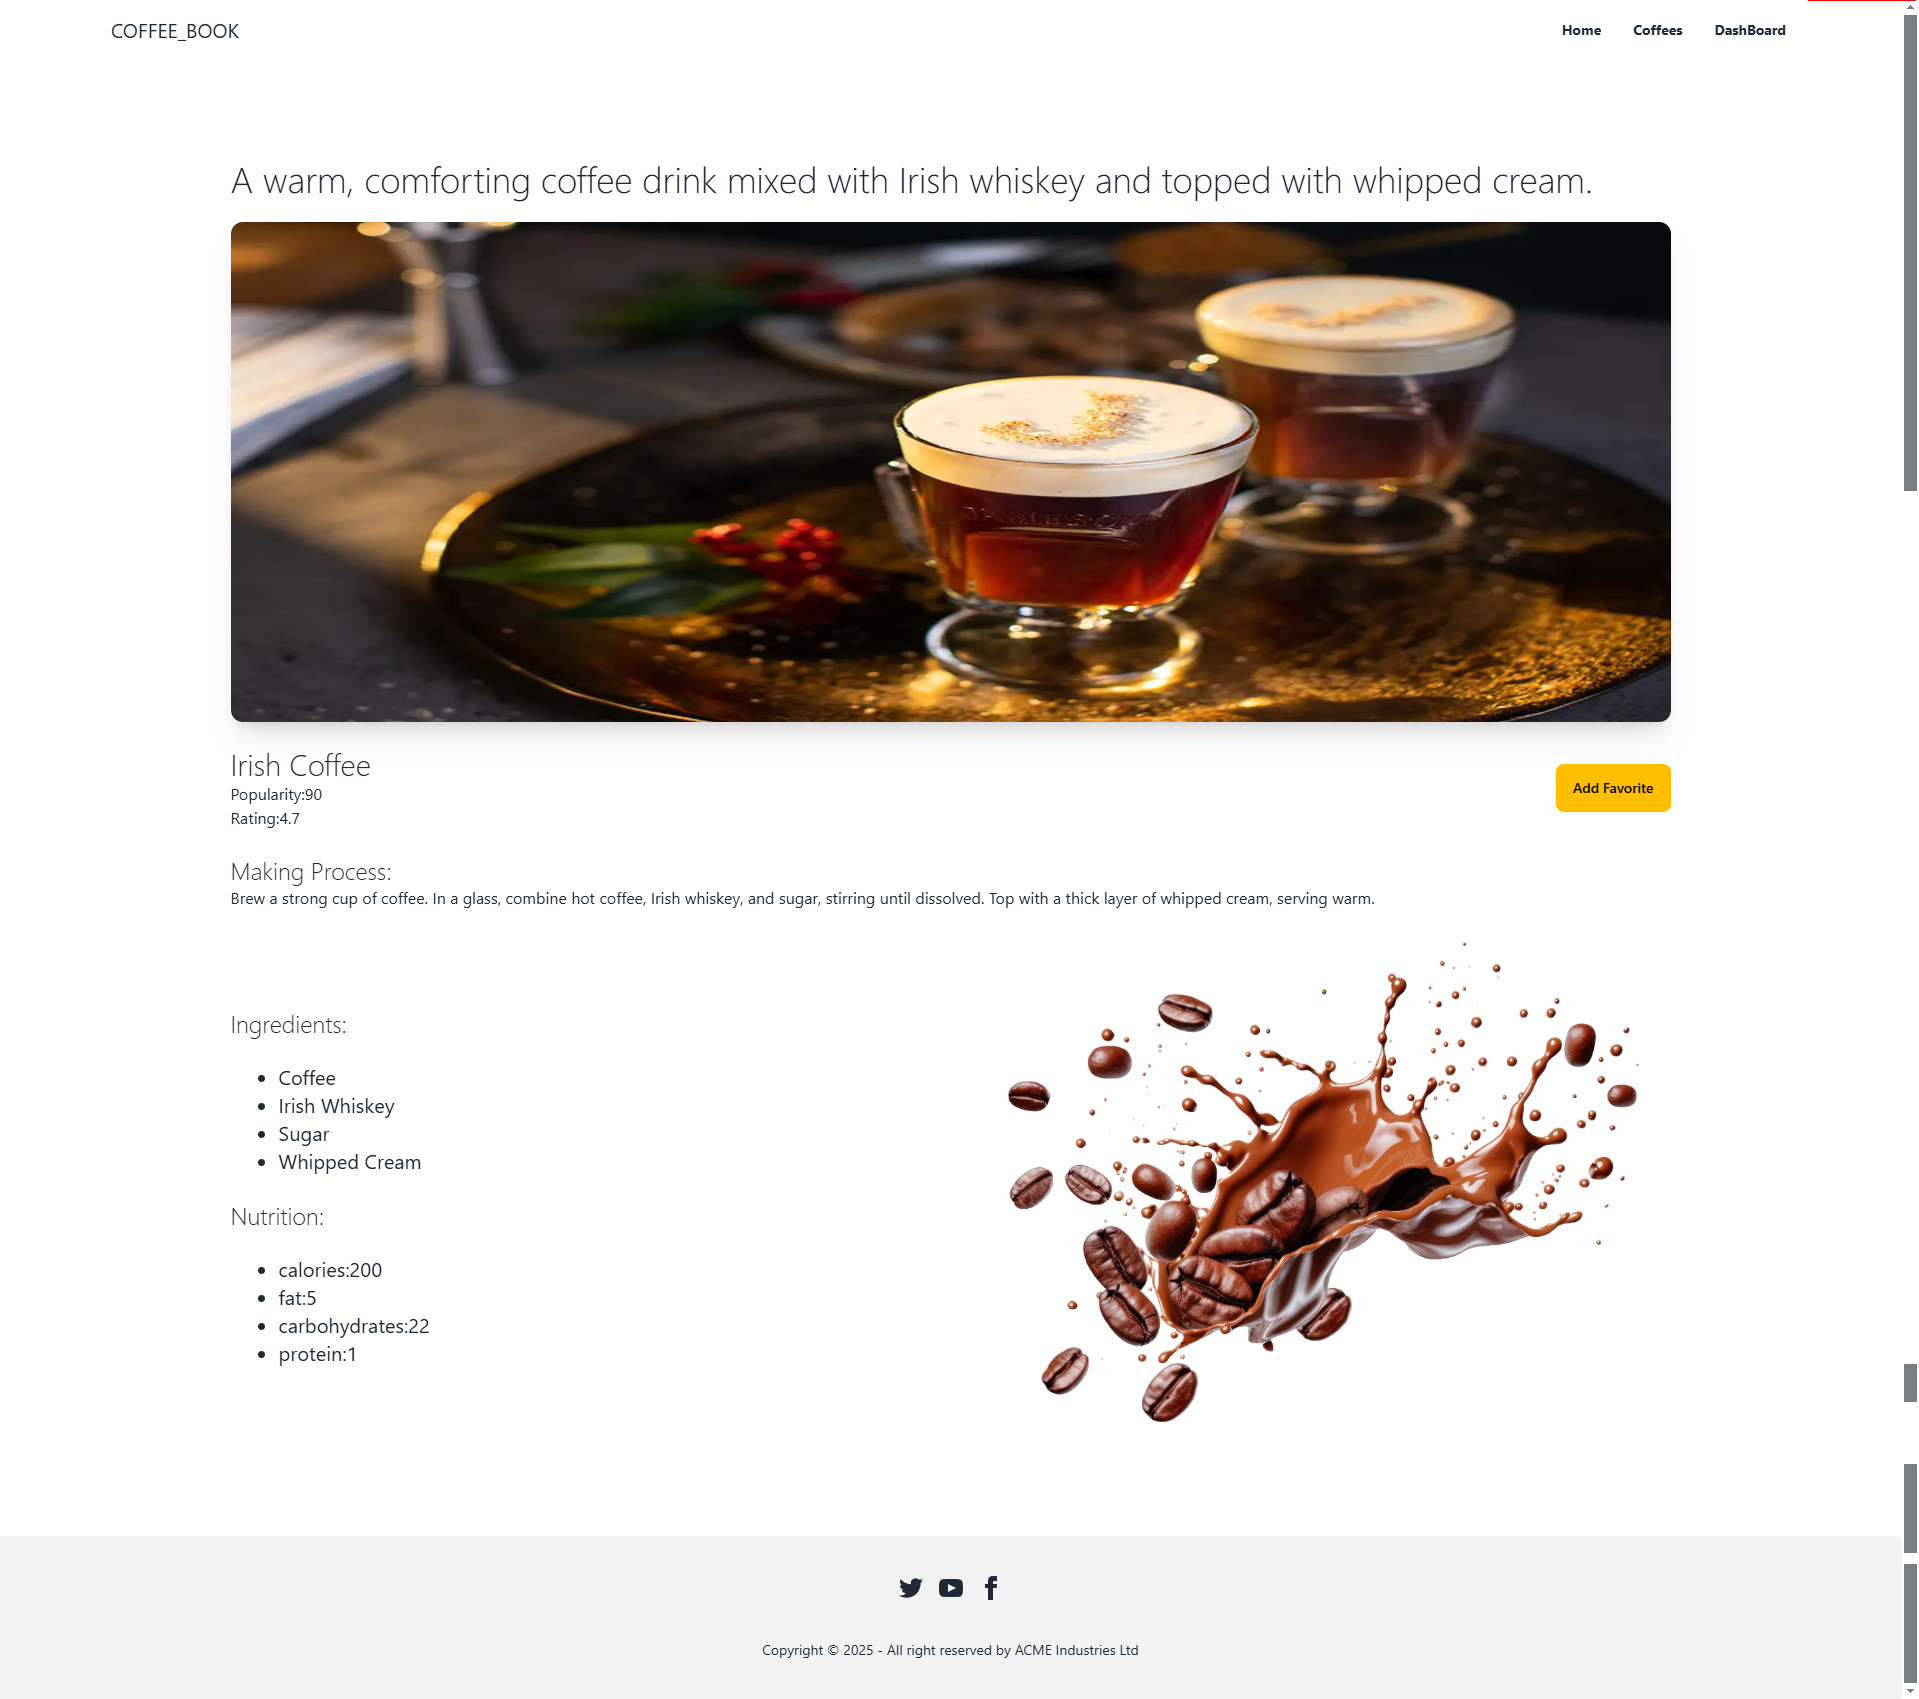 COFFEE_BOOK
Home Coffees DashBoard
A warm, comforting coffee drink mixed with Irish whiskey and topped with whipped cream.
JAMESON
Irish Coffee
Popularity:90
Rating:4.7
Add Favorite
Making Process:
Brew a strong cup of coffee. In a glass, combine hot coffee, Irish whiskey, and sugar, stirring until dissolved. Top with a thick layer of whipped cream, serving warm.
Ingredients:
Coffee
Irish Whiskey
Sugar
Whipped Cream
Nutrition:
calories:200
fat:5
carbohydrates:22
protein:1
Copyright © 2025 - All right reserved by ACME Industries Ltd